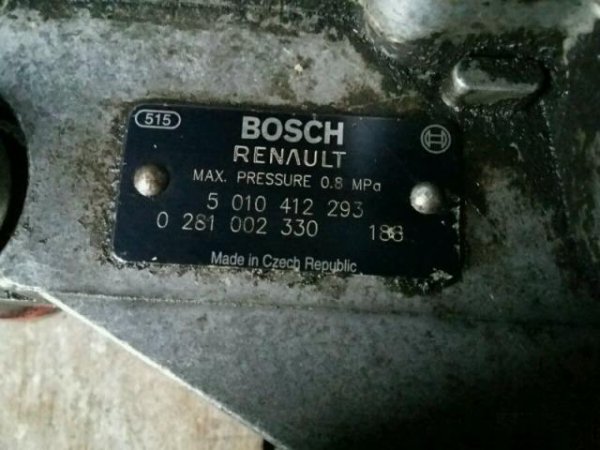 515
BOSCH
RENAULT
MAX. PRESSURE 0.8 MPa
5 010 412 293
0 281 002 330 188
Made in Czech Republic